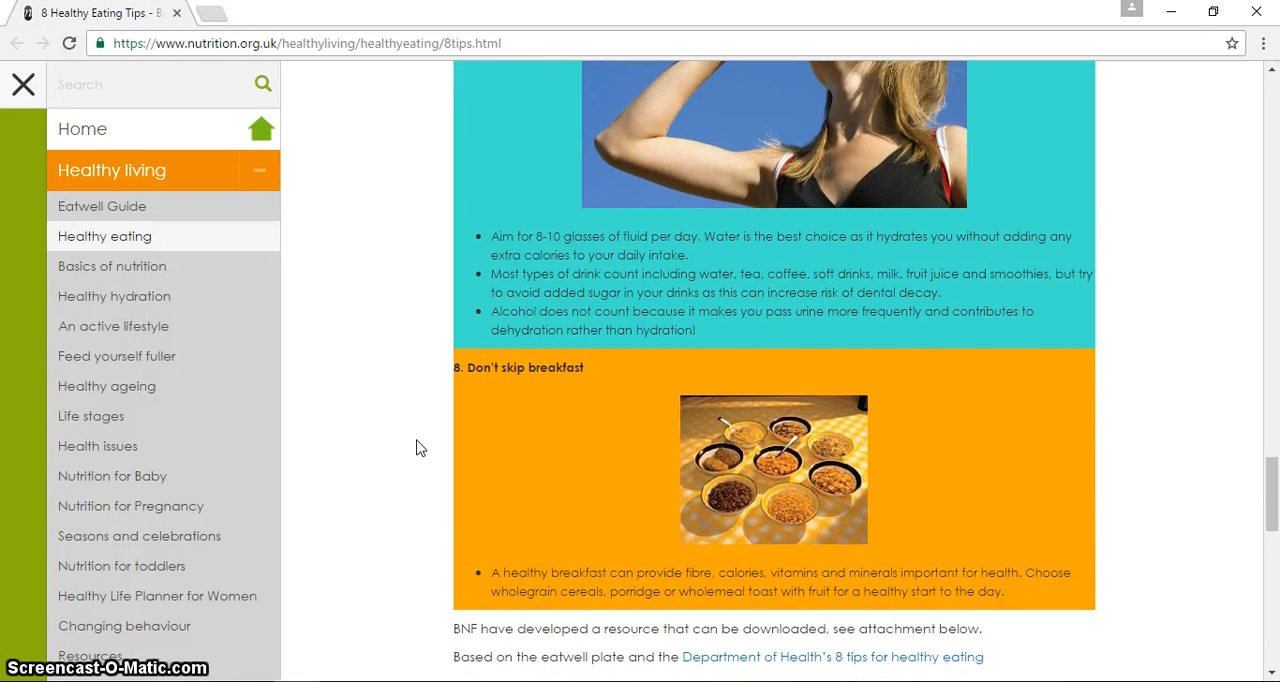 8 Healthy Eating Tips - B
https://www.nutrition.org.uk/healthyliving/healthyeating/8tips.html
Search
Home
Healthy living
Eatwell Guide
Healthy eating
Basics of nutrition
Healthy hydration
An active lifestyle
Feed yourself fuller
Healthy ageing
Life stages
Health issues
Nutrition for Baby
Nutrition for Pregnancy
Seasons and celebrations
Nutrition for toddlers
Healthy Life Planner for Women
Changing behaviour
Resources
Aim for 8-10 glasses of fluid per day. Water is the best choice as it hydrates you without adding any
extra calories to your daily intake.
Most types of drink count including water, tea, coffee, soft drinks, milk, fruit juice and smoothies, but try
to avoid added sugar in your drinks as this can increase risk of dental decay.
Alcohol does not count because it makes you pass urine more frequently and contributes to
dehydration rather than hydration!
8. Don't skip breakfast
A healthy breakfast can provide fibre, calories, vitamins and minerals important for health. Choose
wholegrain cereals, porridge or wholemeal toast with fruit for a healthy start to the day.
BNF have developed a resource that can be downloaded, see attachment below.
Based on the eatwell plate and the Department of Health's 8 tips for healthy eating
Screencast-O-Matic.com